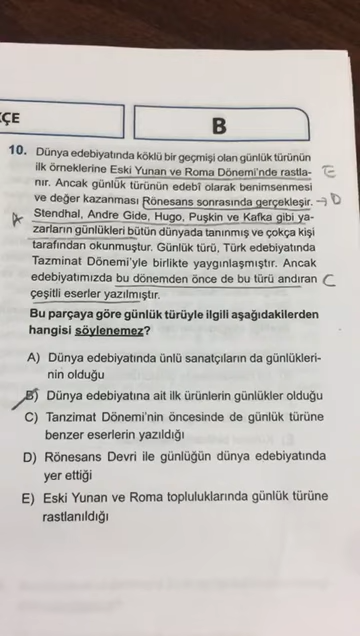 ÇE
B
10. Dünya edebiyatında köklü bir geçmişi olan günlük türünün
ilk örneklerine Eski Yunan ve Roma Dönemi'nde rastla- E
nır. Ancak günlük türünün edebî olarak benimsenmesi
ve değer kazanması Rönesans sonrasında gerçekleşir. → D
A Stendhal, Andre Gide, Hugo, Puşkin ve Kafka gibi ya-
zarların günlükleri bütün dünyada tanınmış ve çokça kişi
tarafından okunmuştur. Günlük türü, Türk edebiyatında
Tazminat Dönemi'yle birlikte yaygınlaşmıştır. Ancak
edebiyatımızda bu dönemden önce de bu türü andıran C
çeşitli eserler yazılmıştır.
Bu parçaya göre günlük türüyle ilgili aşağıdakilerden
hangisi söylenemez?
A) Dünya edebiyatında ünlü sanatçıların da günlükleri-
nin olduğu
B) Dünya edebiyatına ait ilk ürünlerin günlükler olduğu
C) Tanzimat Dönemi'nin öncesinde de günlük türüne
benzer eserlerin yazıldığı
D) Rönesans Devri ile günlüğün dünya edebiyatında
yer ettiği
E) Eski Yunan ve Roma topluluklarında günlük türüne
rastlanıldığı